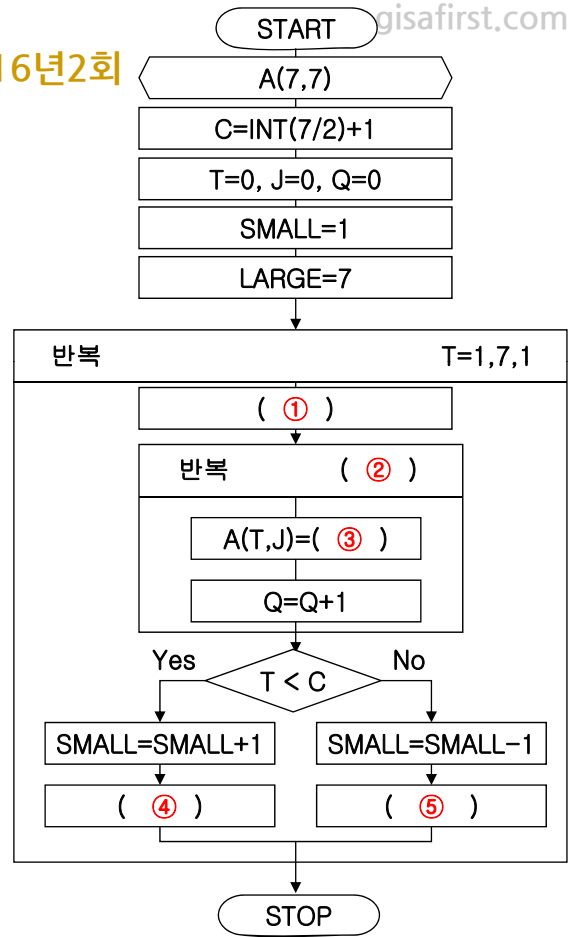 START
gisafirst.com
16년2회
A(7,7)
C=INT(7/2)+1
T=0, J=0, Q=0
SMALL=1
LARGE=7
반복 T=1,7,1
( ① )
반복 ( ② )
A(T,J)=( ③ )
Q=Q+1
Yes
No
T < C
SMALL=SMALL+1
SMALL=SMALL-1
( ④ )
( ⑤ )
STOP